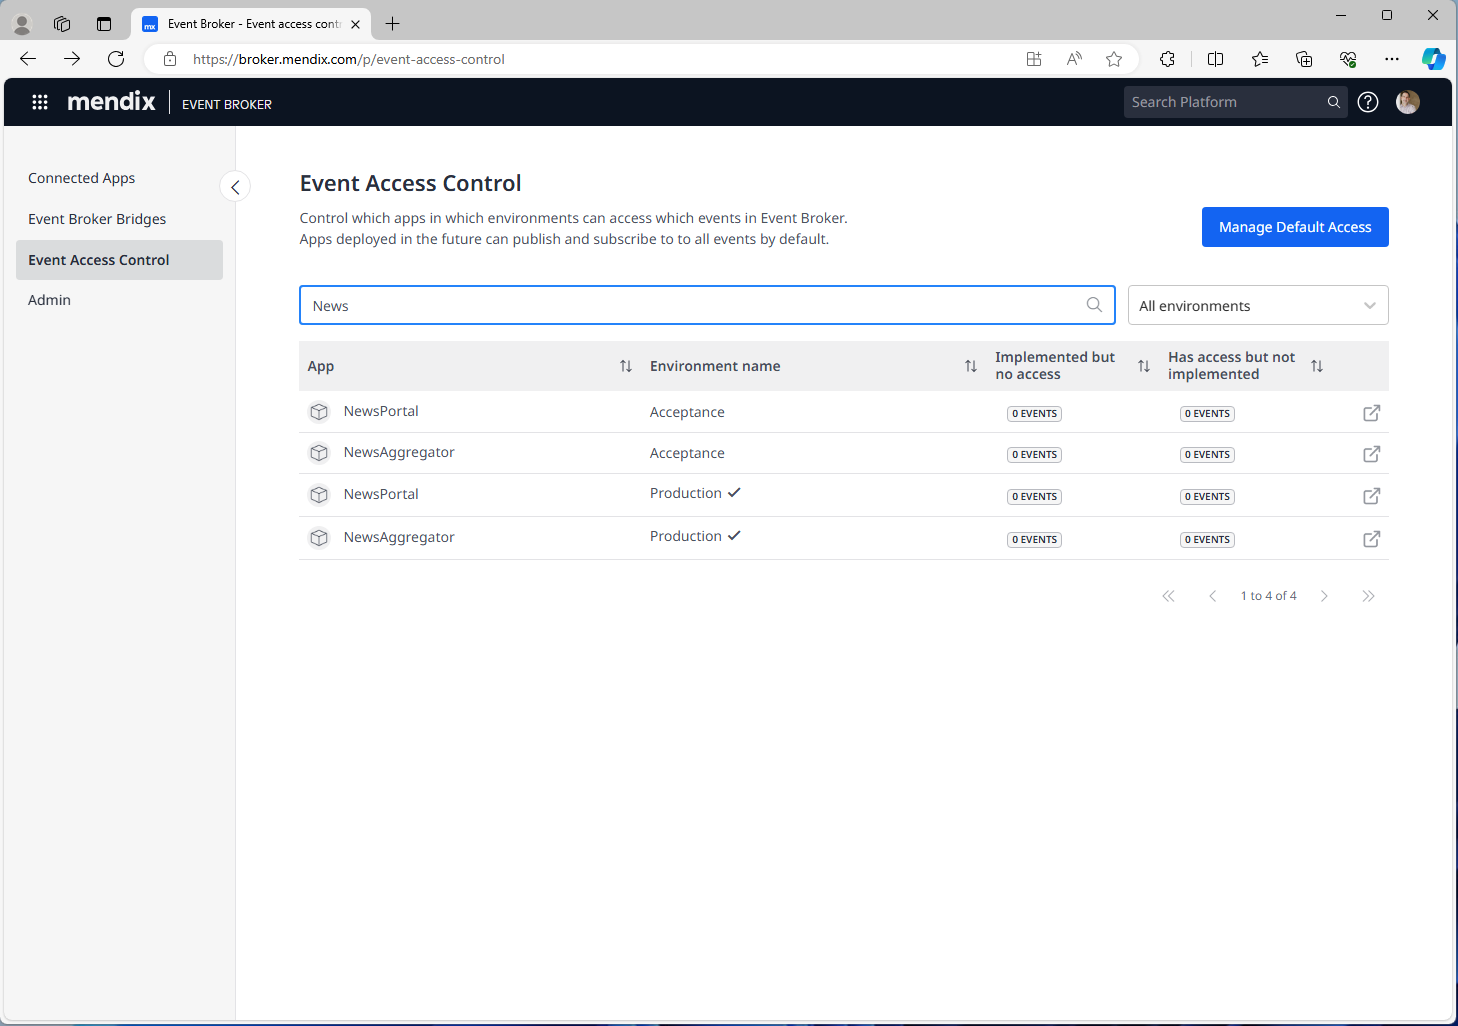 Event Broker - Event access cont
https://broker.mendix.com/p/event-access-control
mendix
EVENT BROKER
Search Platform
Connected Apps
Event Broker Bridges
Event Access Control
Admin
Event Access Control
Control which apps in which environments can access which events in Event Broker.
Apps deployed in the future can publish and subscribe to to all events by default.
Manage Default Access
News
All environments
App
Environment name
Implemented but
no access
Has access but not
implemented
NewsPortal
Acceptance
0 EVENTS
0 EVENTS
NewsAggregator
Acceptance
0 EVENTS
0 EVENTS
NewsPortal
Production
0 EVENTS
0 EVENTS
NewsAggregator
Production
0 EVENTS
0 EVENTS
1 to 4 of 4